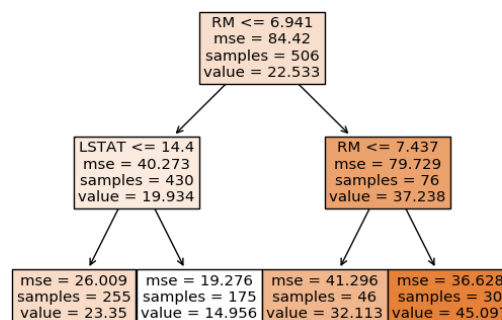 RM <= 6.941
mse = 84.42
samples = 506
value = 22.533
LSTAT <= 14.4
mse = 40.273
samples = 430
value = 19.934
RM <= 7.437
mse = 79.729
samples = 76
value = 37.238
mse = 26.009
samples = 255
value = 23.35
mse = 19.276
samples = 175
value = 14.956
mse = 41.296
samples = 46
value = 32.113
mse = 36.628
samples = 30
value = 45.09